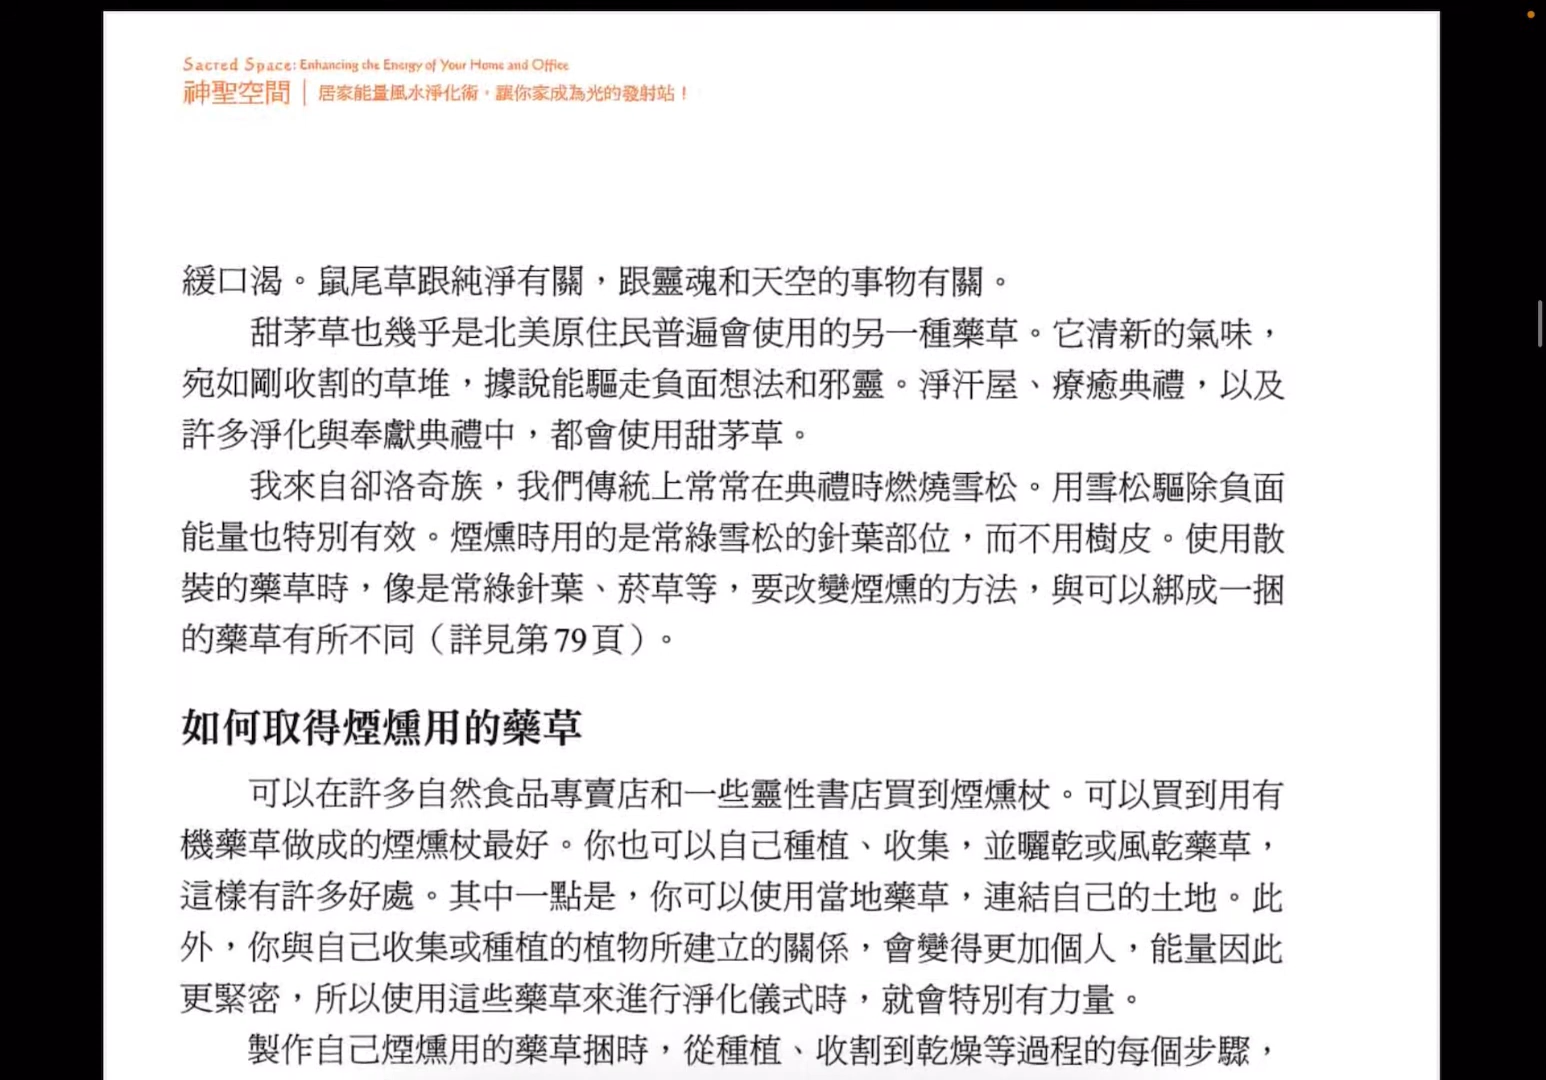 Sacred Space: Enhancing the Energy of Your Home and Office
神聖空間｜居家能量風水淨化術，讓你家成為光的發射站！
緩口渴。鼠尾草跟純淨有關，跟靈魂和天空的事物有關。
甜茅草也幾乎是北美原住民普遍會使用的另一種藥草。它清新的氣味，
宛如剛收割的草堆，據說能驅走負面想法和邪靈。淨汗屋、療癒典禮，以及
許多淨化與奉獻典禮中，都會使用甜茅草。
我來自卻洛奇族，我們傳統上常常在典禮時燃燒雪松。用雪松驅除負面
能量也特別有效。煙燻時用的是常綠雪松的針葉部位，而不用樹皮。使用散
裝的藥草時，像是常綠針葉、菸草等，要改變煙燻的方法，與可以綁成一捆
的藥草有所不同（詳見第79頁）。
如何取得煙燻用的藥草
可以在許多自然食品專賣店和一些靈性書店買到煙燻杖。可以買到用有
機藥草做成的煙燻杖最好。你也可以自己種植、收集，並曬乾或風乾藥草，
這樣有許多好處。其中一點是，你可以使用當地藥草，連結自己的土地。此
外，你與自己收集或種植的植物所建立的關係，會變得更加個人，能量因此
更緊密，所以使用這些藥草來進行淨化儀式時，就會特別有力量。
製作自己煙燻用的藥草捆時，從種植、收割到乾燥等過程的每個步驟，